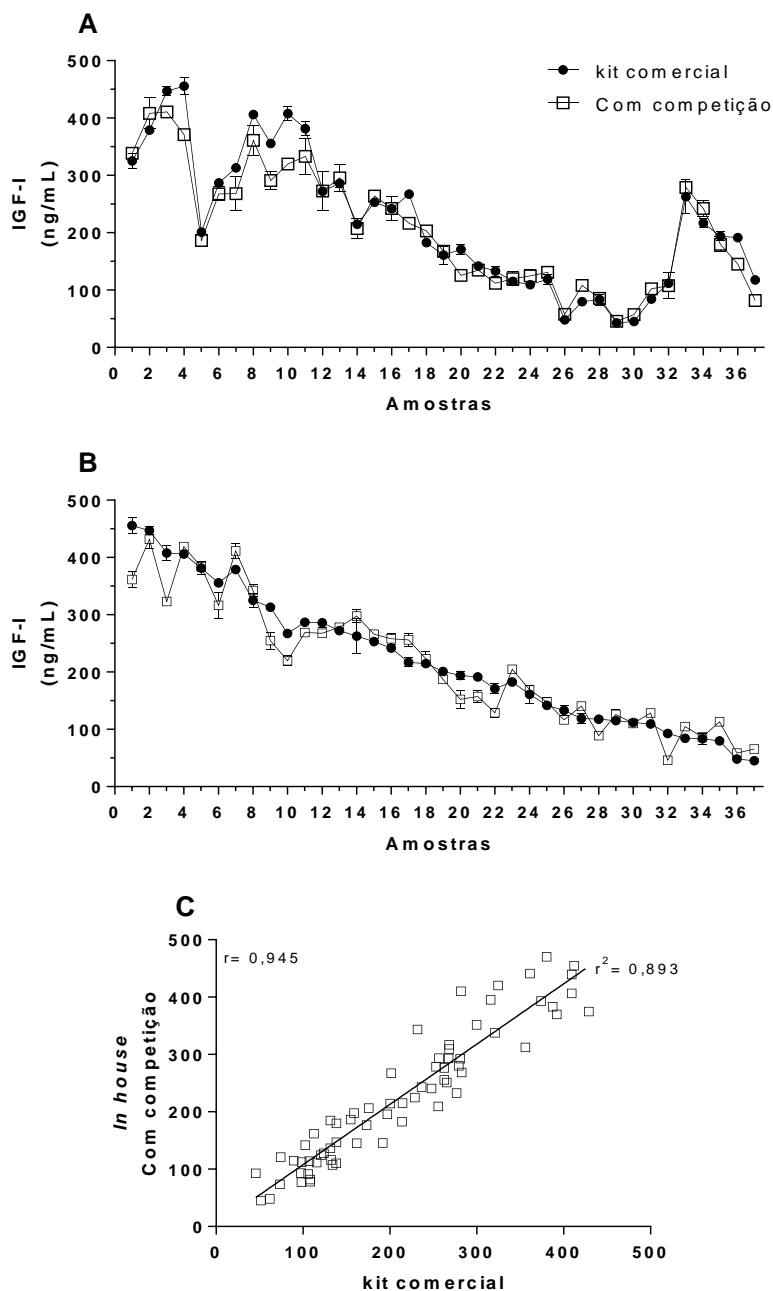 A
500
400
300
200
100
0
IGF-I
(ng/mL)
kit comercial
Com competição
0 2 4 6 8 10 12 14 16 18 20 22 24 26 28 30 32 34 36
Amostras
B
500
400
300
200
100
0
IGF-I
(ng/mL)
0 2 4 6 8 10 12 14 16 18 20 22 24 26 28 30 32 34 36
Amostras
C
500
400
300
200
100
0
In house
Com competição
r= 0,945
r² = 0,893
0 100 200 300 400 500
kit comercial